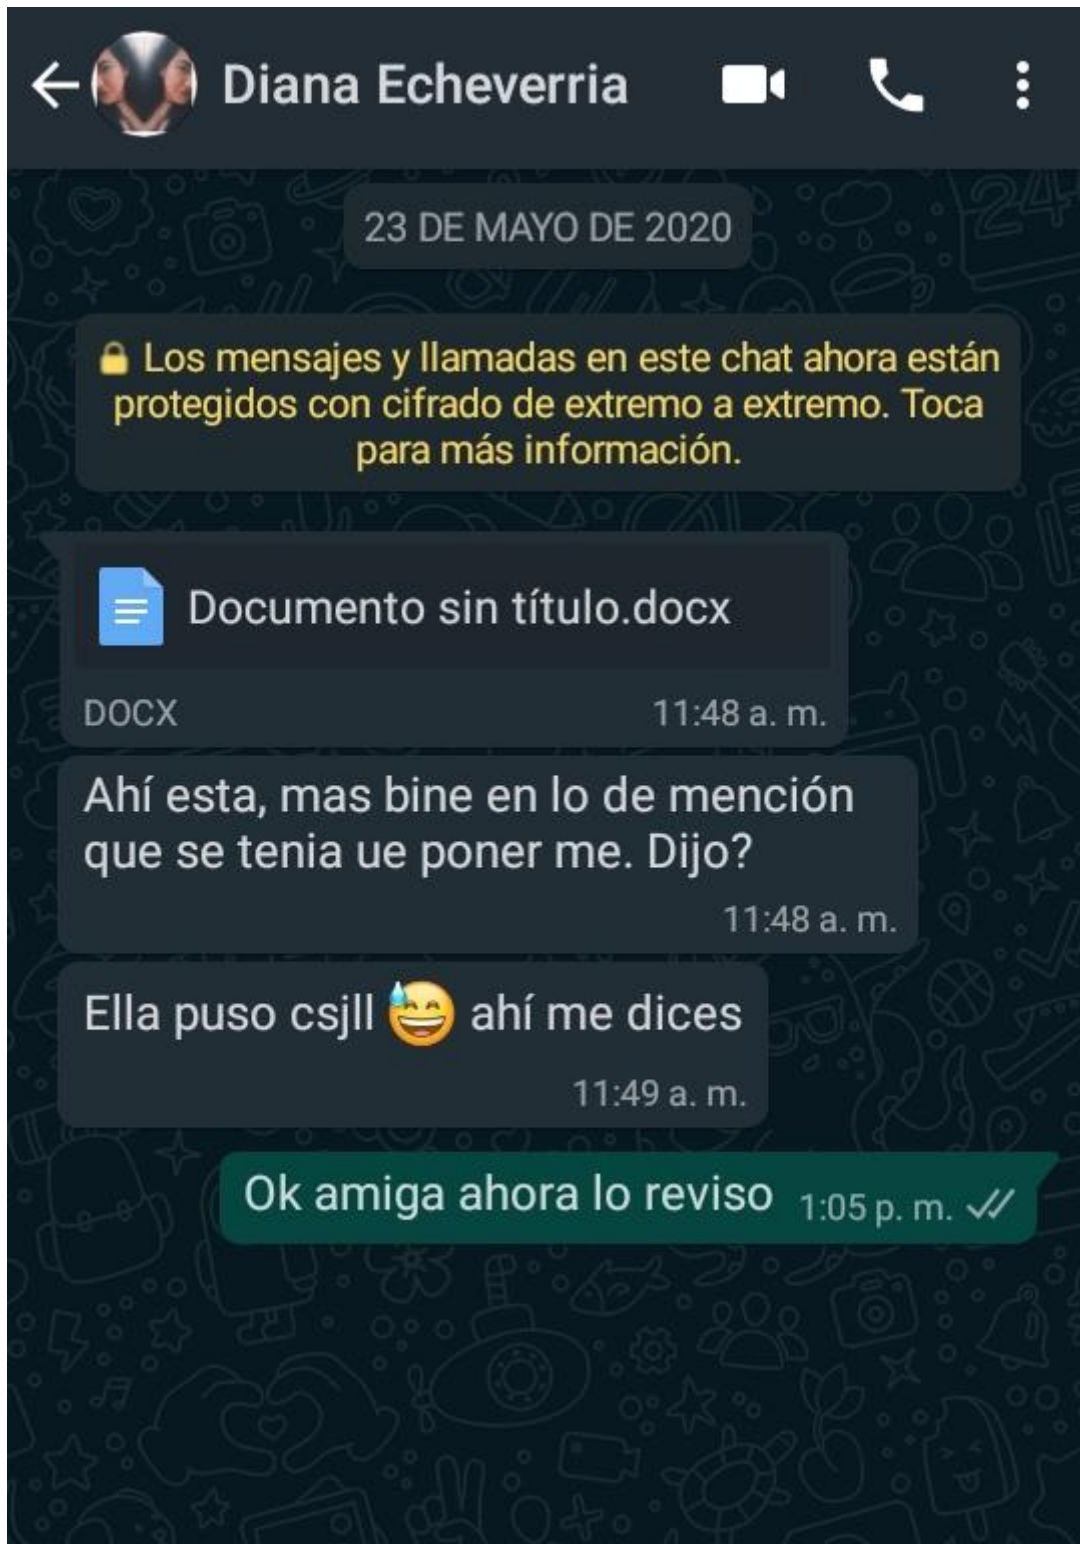 Diana Echeverria
23 DE MAYO DE 2020
🔒 Los mensajes y llamadas en este chat ahora están
protegidos con cifrado de extremo a extremo. Toca
para más información.
Documento sin título.docx
DOCX 11:48 a. m.
Ahí esta, mas bine en lo de mención
que se tenia ue poner me. Dijo?
11:48 a. m.
Ella puso csjll 😅 ahí me dices
11:49 a. m.
Ok amiga ahora lo reviso 1:05 p. m.